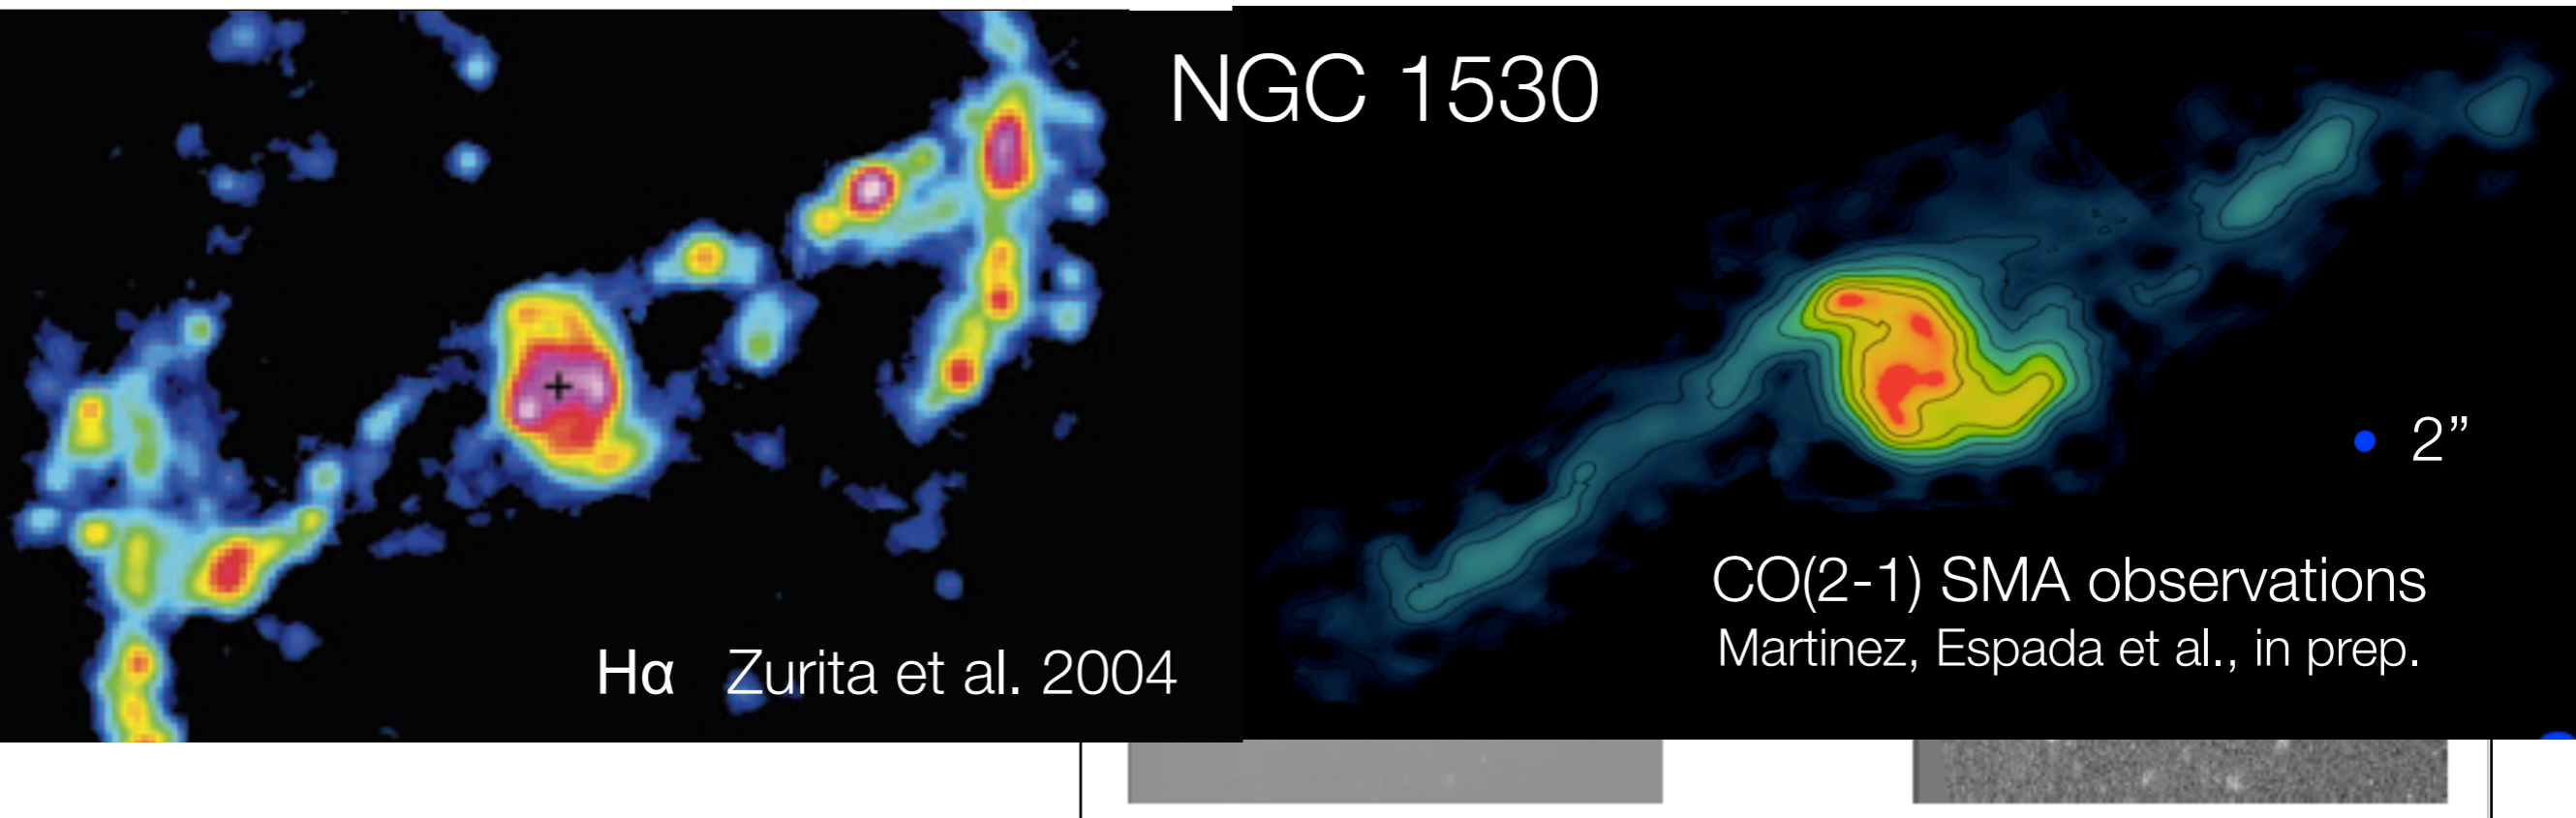 NGC 1530
2”
CO(2-1) SMA observations
Martinez, Espada et al., in prep.
Hα Zurita et al. 2004